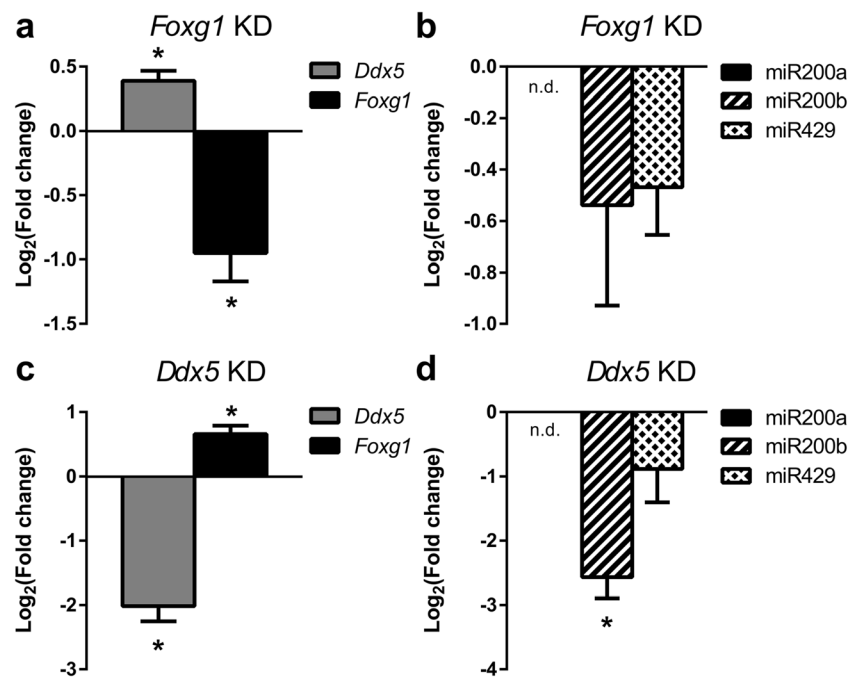 a
Foxg1 KD
*
0.5
0.0
-0.5
-1.0
-1.5
Log2(Fold change)
*
Ddx5
Foxg1
b
Foxg1 KD
0.0
-0.2
-0.4
-0.6
-0.8
-1.0
Log2(Fold change)
n.d.
miR200a
miR200b
miR429
c
Ddx5 KD
1
0
-1
-2
-3
Log2(Fold change)
*
*
Ddx5
Foxg1
d
Ddx5 KD
0
-1
-2
-3
-4
Log2(Fold change)
n.d.
*
miR200a
miR200b
miR429